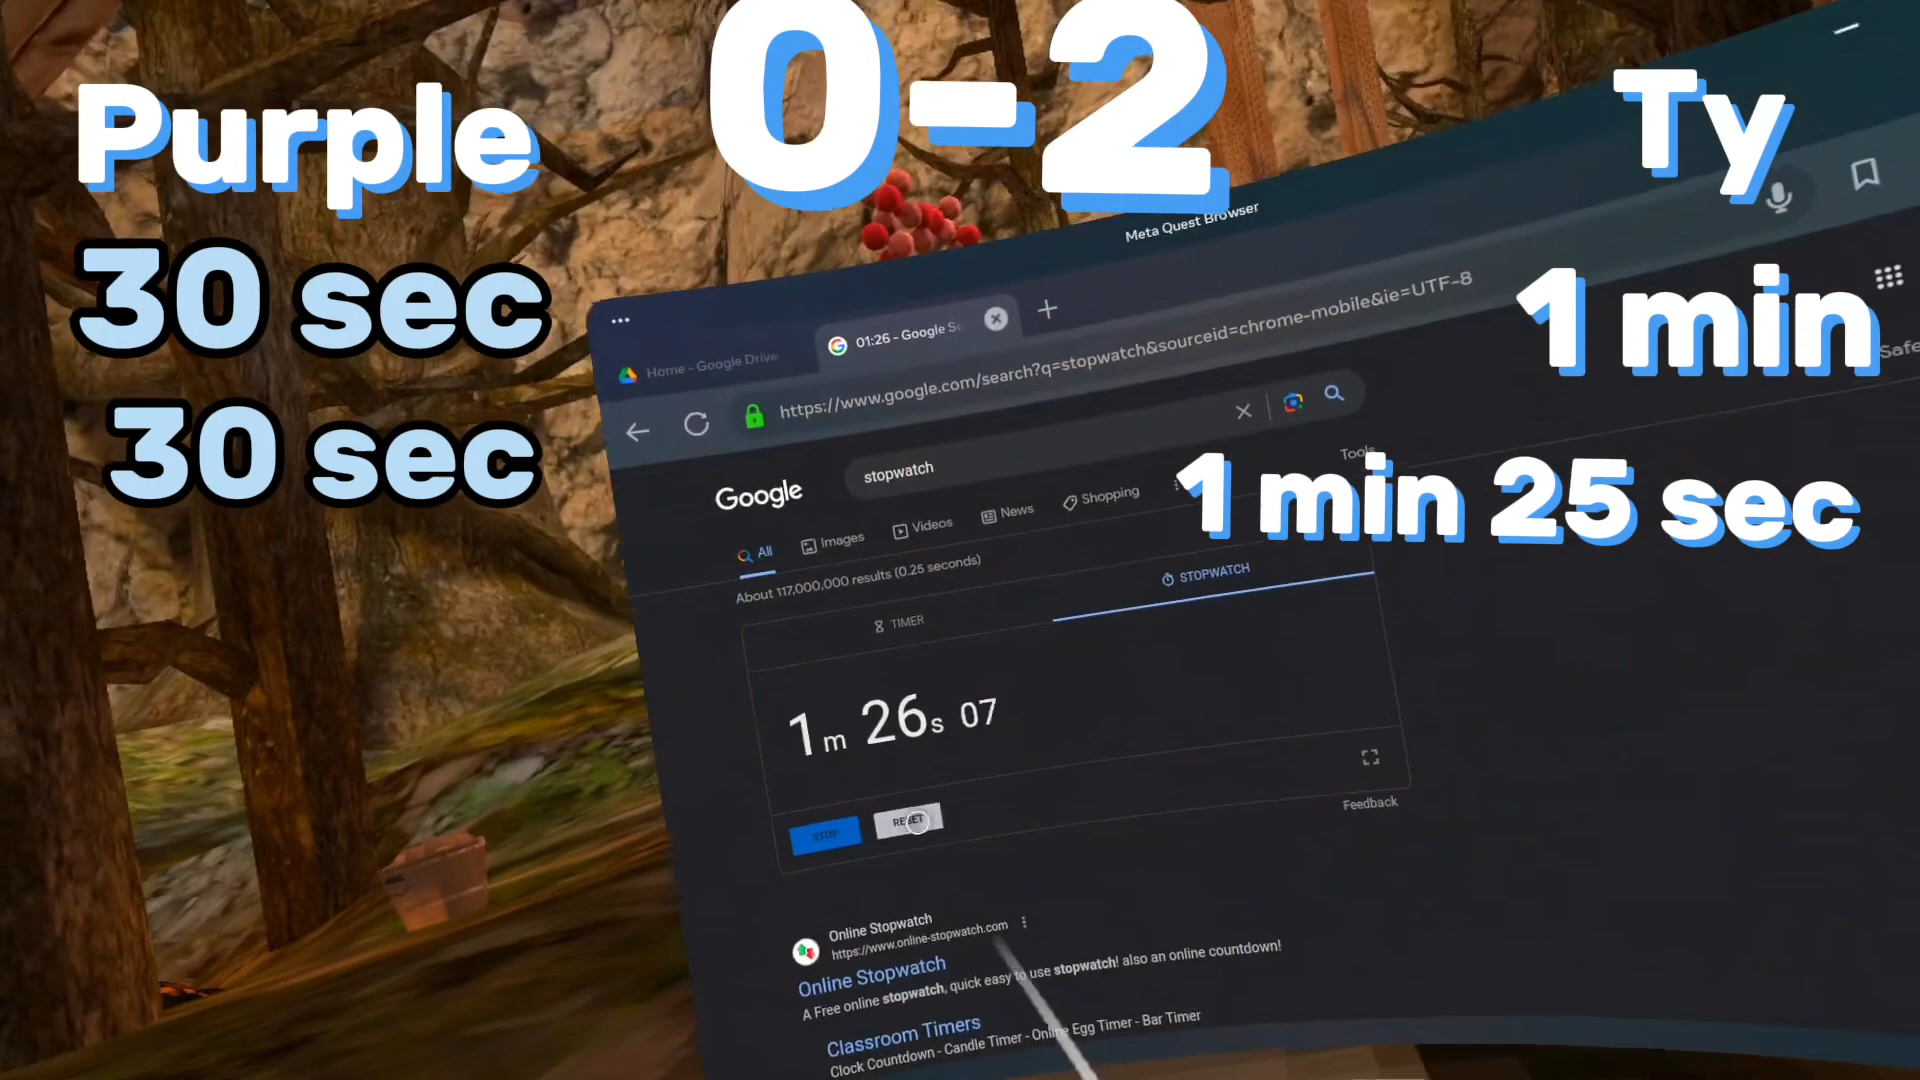 Purple
0-2
Ty
30 sec
1 min
30 sec
1 min 25 sec
Meta Quest Browser
Home - Google Drive
01:26 - Google Se
https://www.google.com/search?q=stopwatch&sourceid=chrome-mobile&ie=UTF-8
Google
stopwatch
Tools
Safe
All
Images
Videos
News
Shopping
About 117,000,000 results (0.25 seconds)
TIMER
STOPWATCH
1m 26s 07
STOP
RESET
Feedback
Online Stopwatch
https://www.online-stopwatch.com
Online Stopwatch
A Free online stopwatch, quick easy to use stopwatch! also an online countdown!
Classroom Timers
Clock Countdown - Candle Timer - Online Egg Timer - Bar Timer